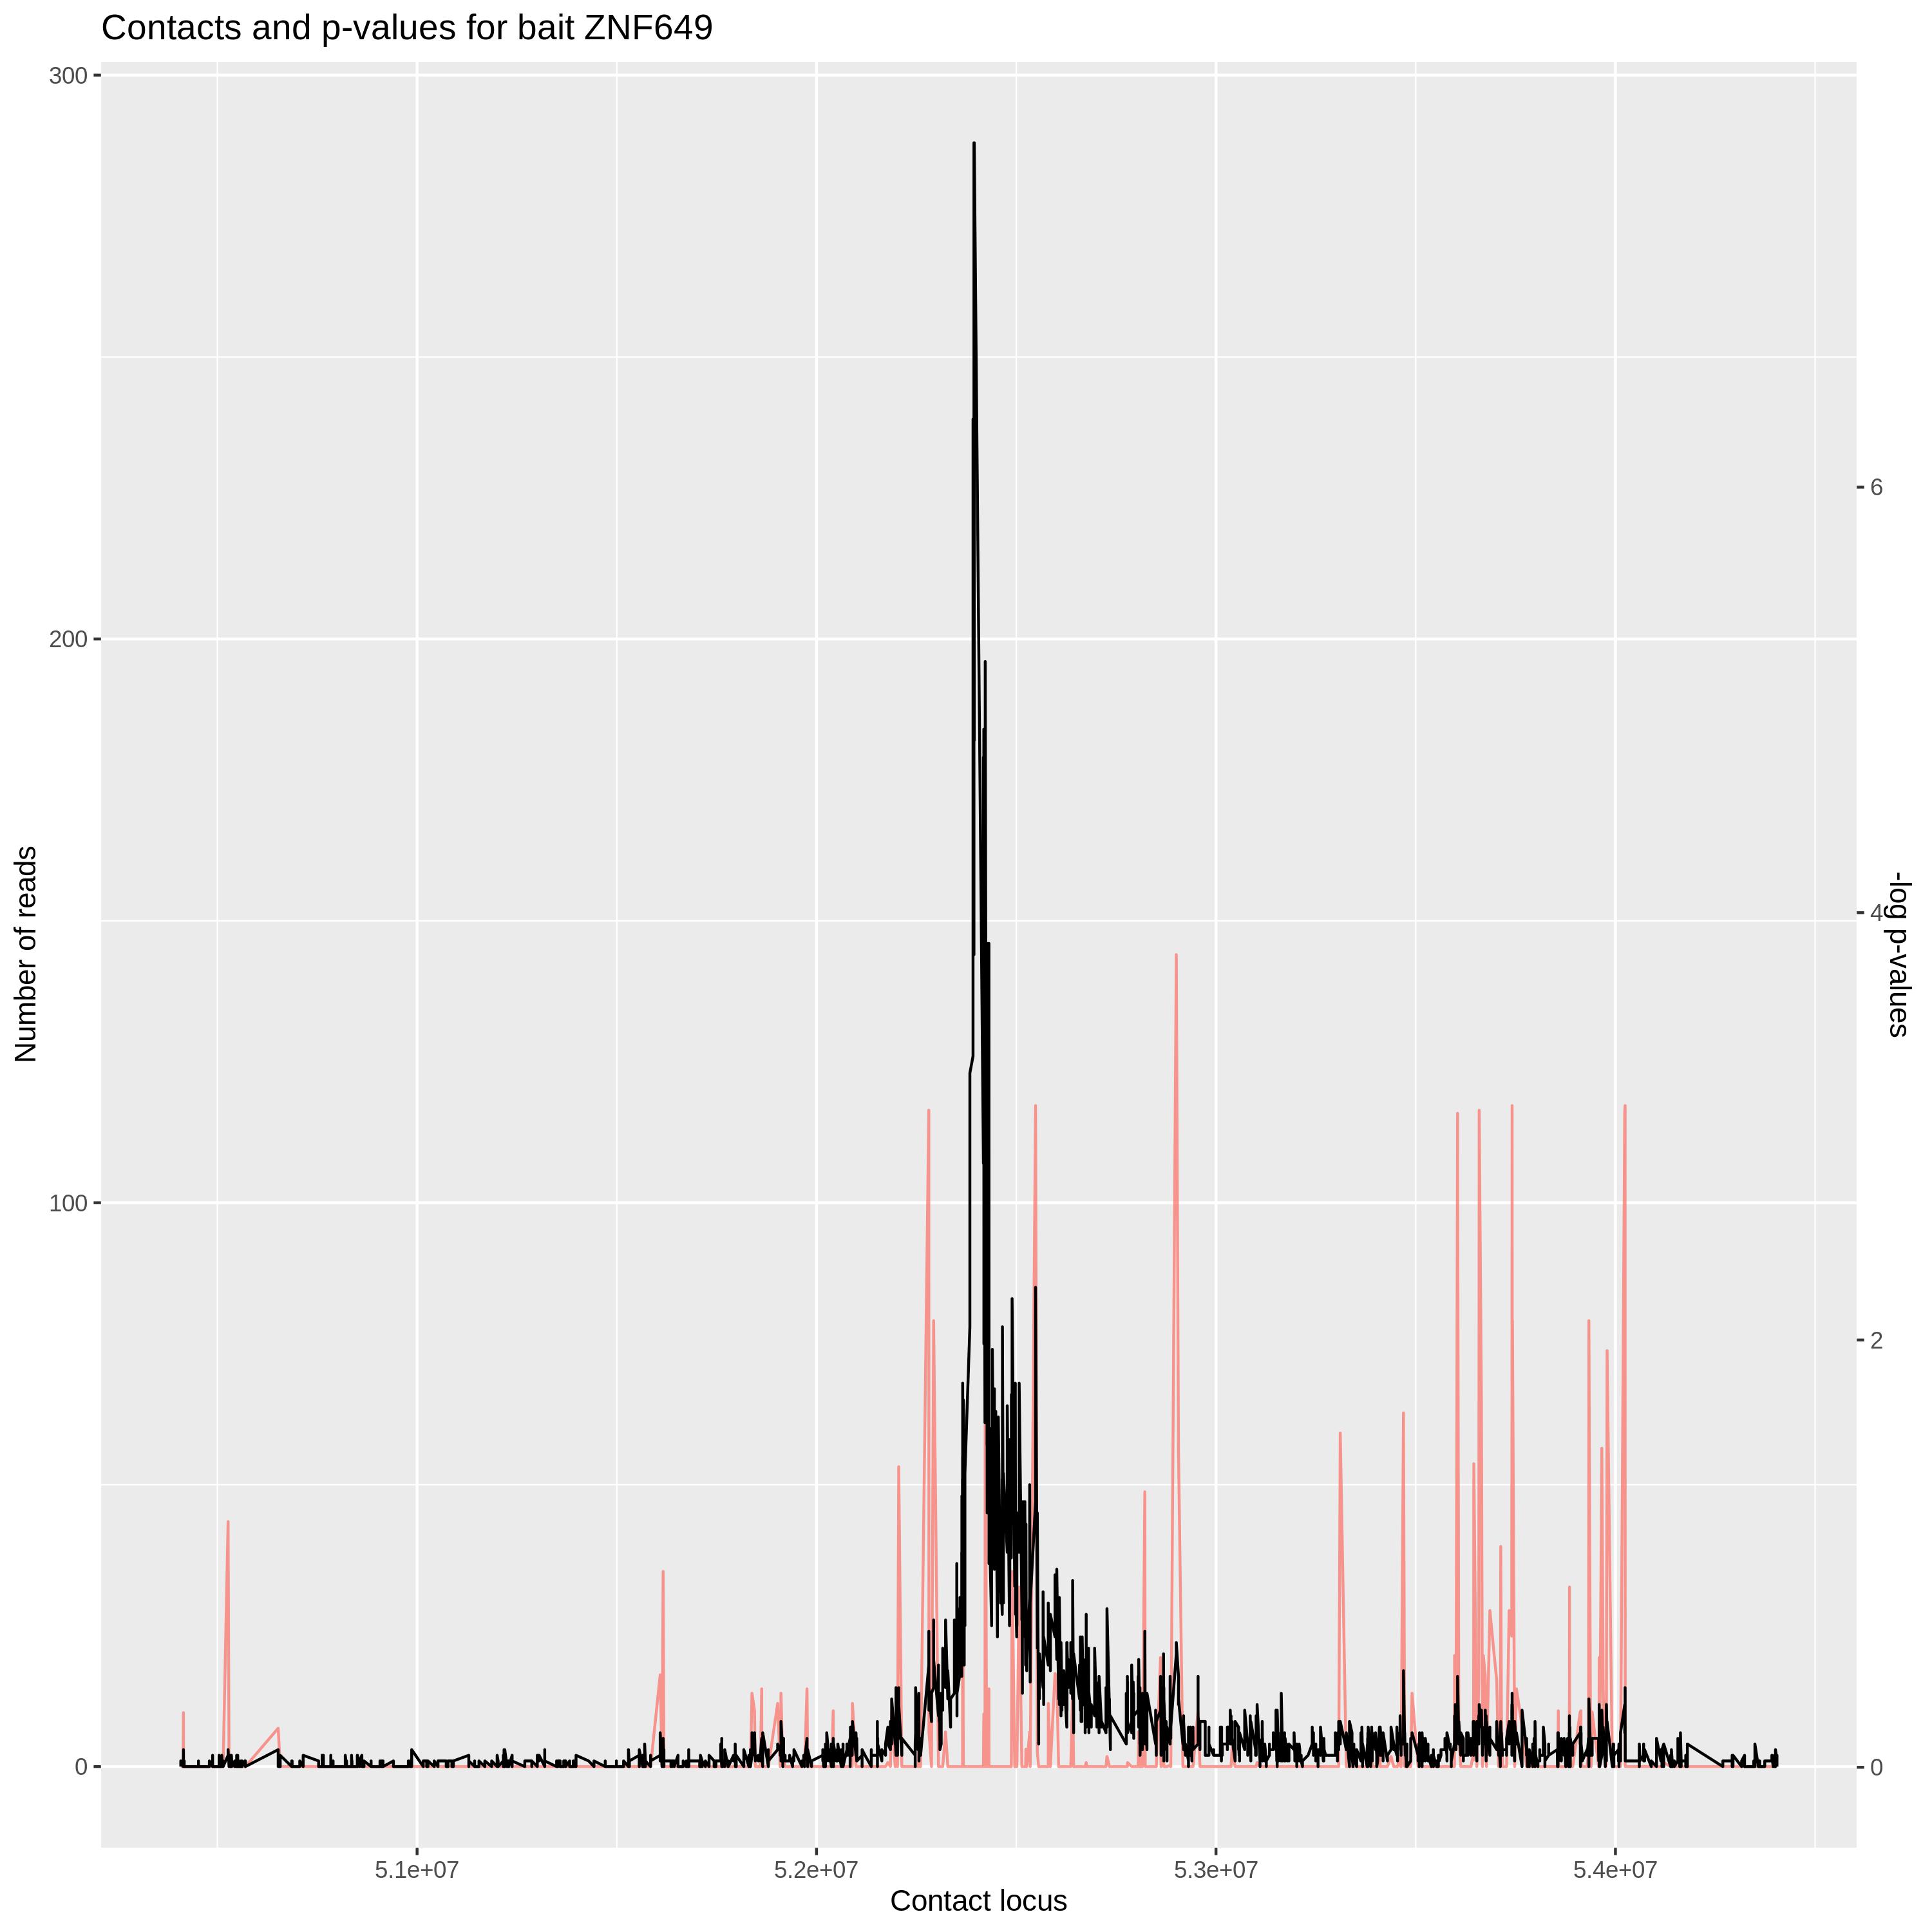 Contacts and p-values for bait ZNF649
300
200
100
0
Number of reads
6
4
2
0
-log p-values
5.1e+07
5.2e+07
5.3e+07
5.4e+07
Contact locus